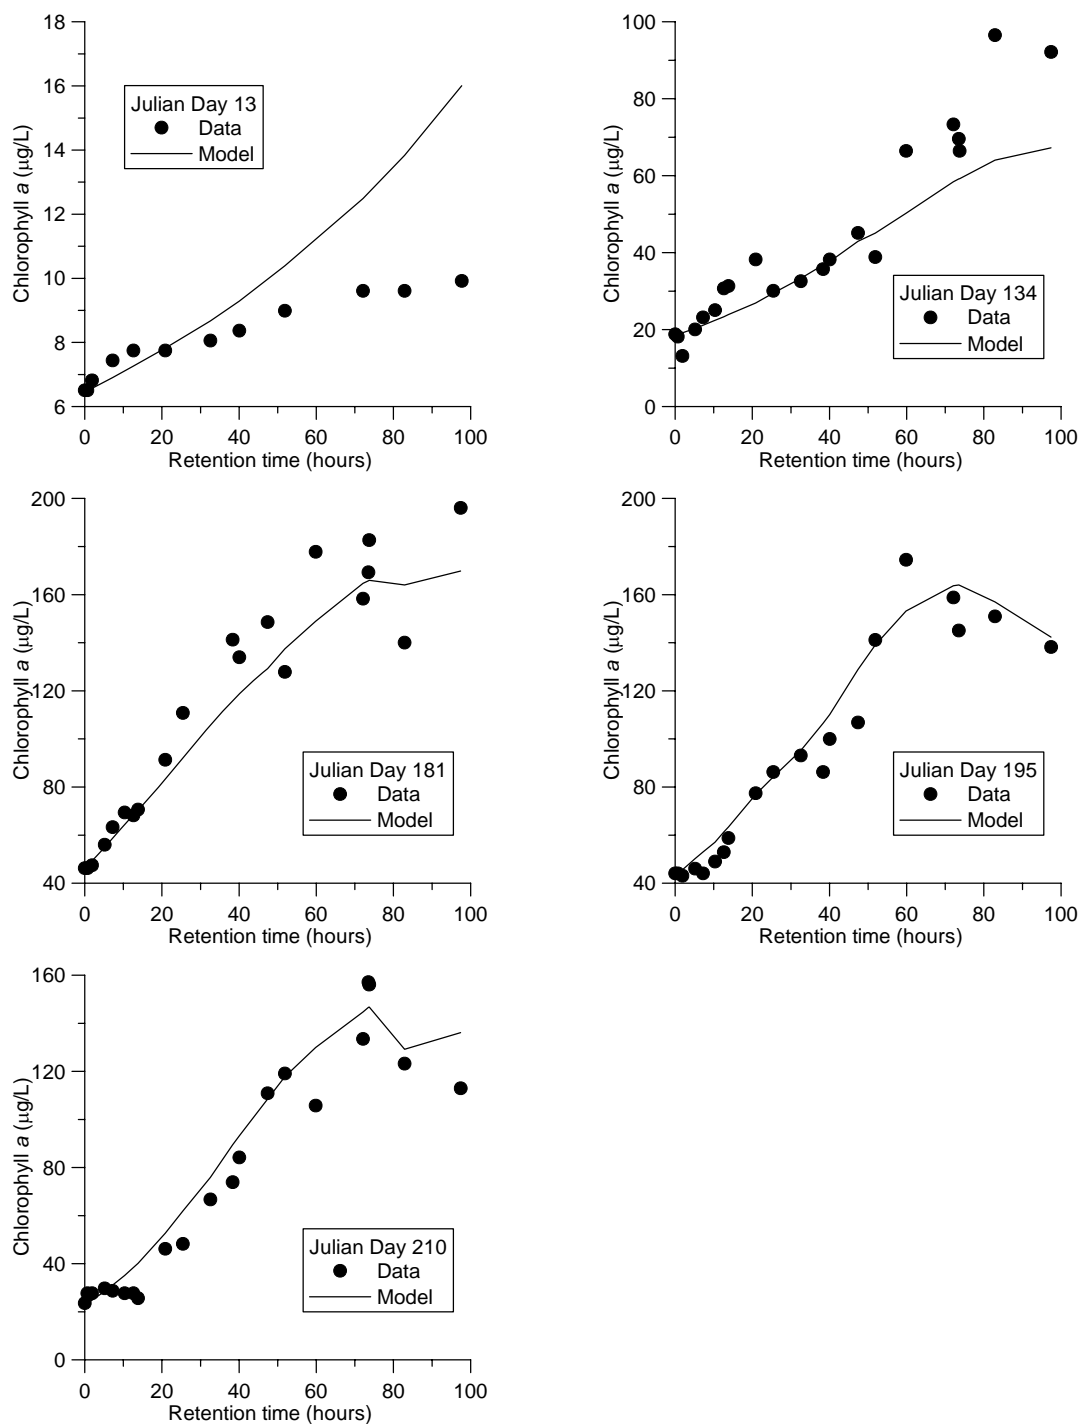 18
16
14
12
10
8
6
Chlorophyll a (µg/L)
Julian Day 13
Data
Model
0 20 40 60 80 100
Retention time (hours)
100
80
60
40
20
0
Chlorophyll a (µg/L)
Julian Day 134
Data
Model
0 20 40 60 80 100
Retention time (hours)
200
160
120
80
40
Chlorophyll a (µg/L)
Julian Day 181
Data
Model
0 20 40 60 80 100
Retention time (hours)
200
160
120
80
40
Chlorophyll a (µg/L)
Julian Day 195
Data
Model
0 20 40 60 80 100
Retention time (hours)
160
120
80
40
0
Chlorophyll a (µg/L)
Julian Day 210
Data
Model
0 20 40 60 80 100
Retention time (hours)